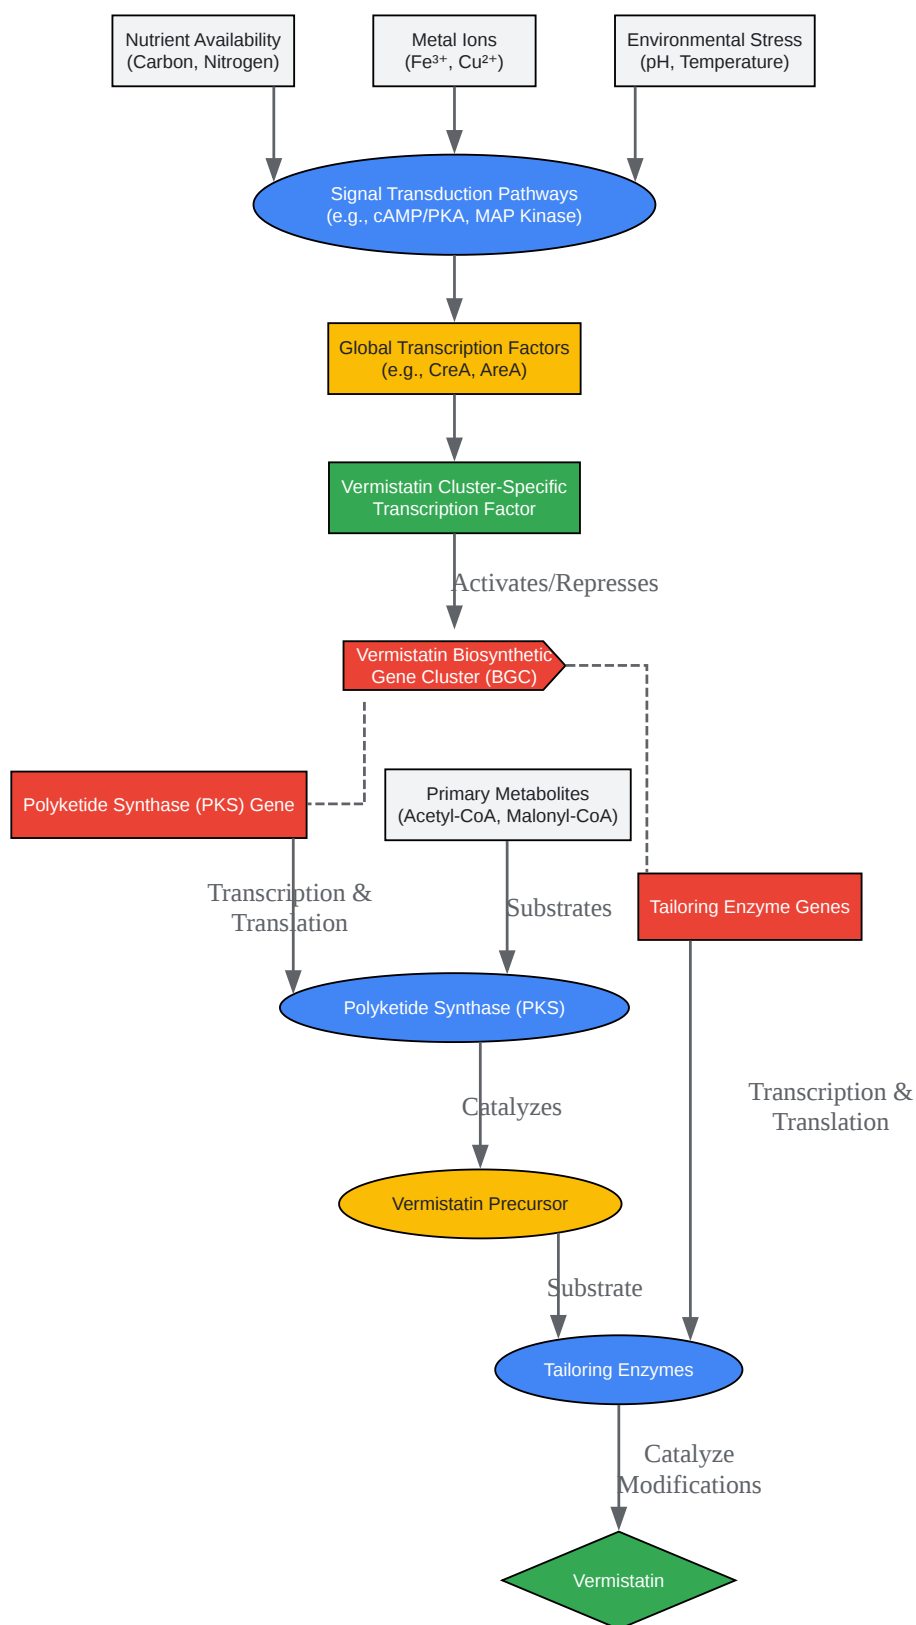 Nutrient Availability
(Carbon, Nitrogen)
Metal Ions
(Fe³⁺, Cu²⁺)
Environmental Stress
(pH, Temperature)
Signal Transduction Pathways
(e.g., cAMP/PKA, MAP Kinase)
Global Transcription Factors
(e.g., CreA, AreA)
Vermistatin Cluster-Specific
Transcription Factor
Activates/Represses
Vermistatin Biosynthetic
Gene Cluster (BGC)
Polyketide Synthase (PKS) Gene
Primary Metabolites
(Acetyl-CoA, Malonyl-CoA)
Transcription &
Translation
Substrates
Tailoring Enzyme Genes
Polyketide Synthase (PKS)
Catalyzes
Transcription &
Translation
Vermistatin Precursor
Substrate
Tailoring Enzymes
Catalyze
Modifications
Vermistatin